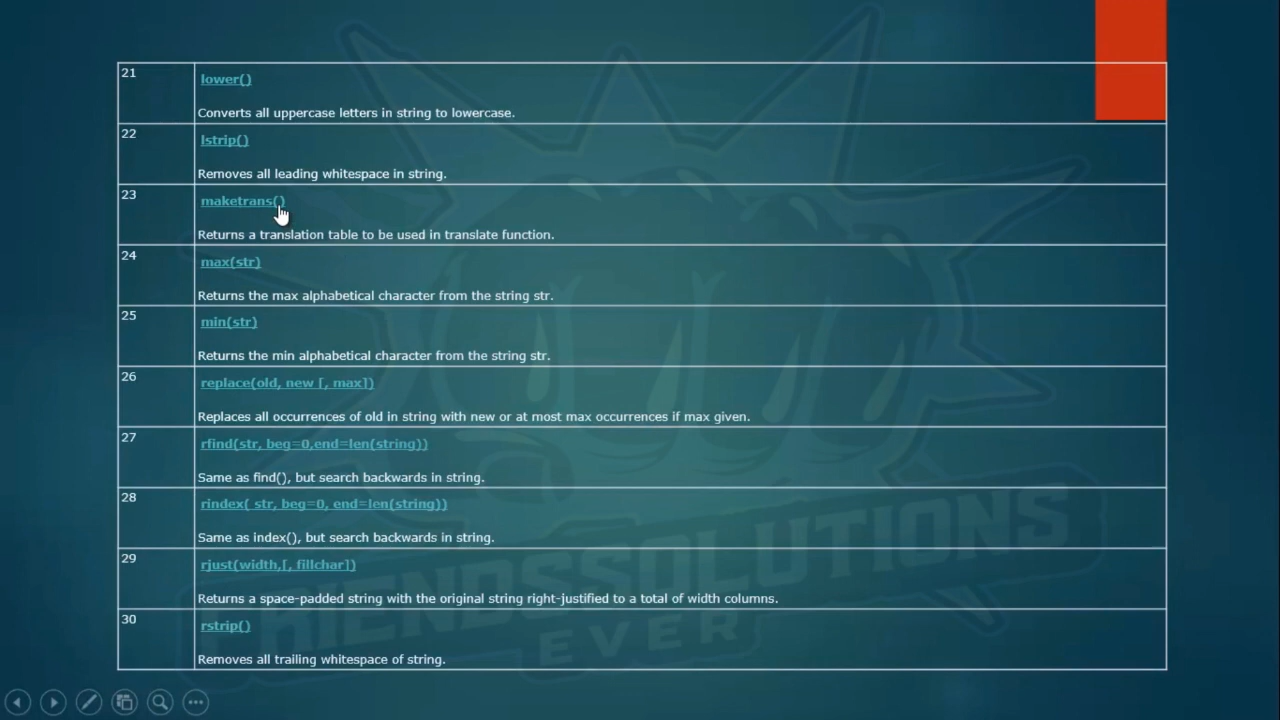 21
lower()
Converts all uppercase letters in string to lowercase.
22
lstrip()
Removes all leading whitespace in string.
23
maketrans()
Returns a translation table to be used in translate function.
24
max(str)
Returns the max alphabetical character from the string str.
25
min(str)
Returns the min alphabetical character from the string str.
26
replace(old, new [, max])
Replaces all occurrences of old in string with new or at most max occurrences if max given.
27
rfind(str, beg=0,end=len(string))
Same as find(), but search backwards in string.
28
rindex( str, beg=0, end=len(string))
Same as index(), but search backwards in string.
29
rjust(width,[, fillchar])
Returns a space-padded string with the original string right-justified to a total of width columns.
30
rstrip()
Removes all trailing whitespace of string.
FRIENDSSOLUTIONS
EVER